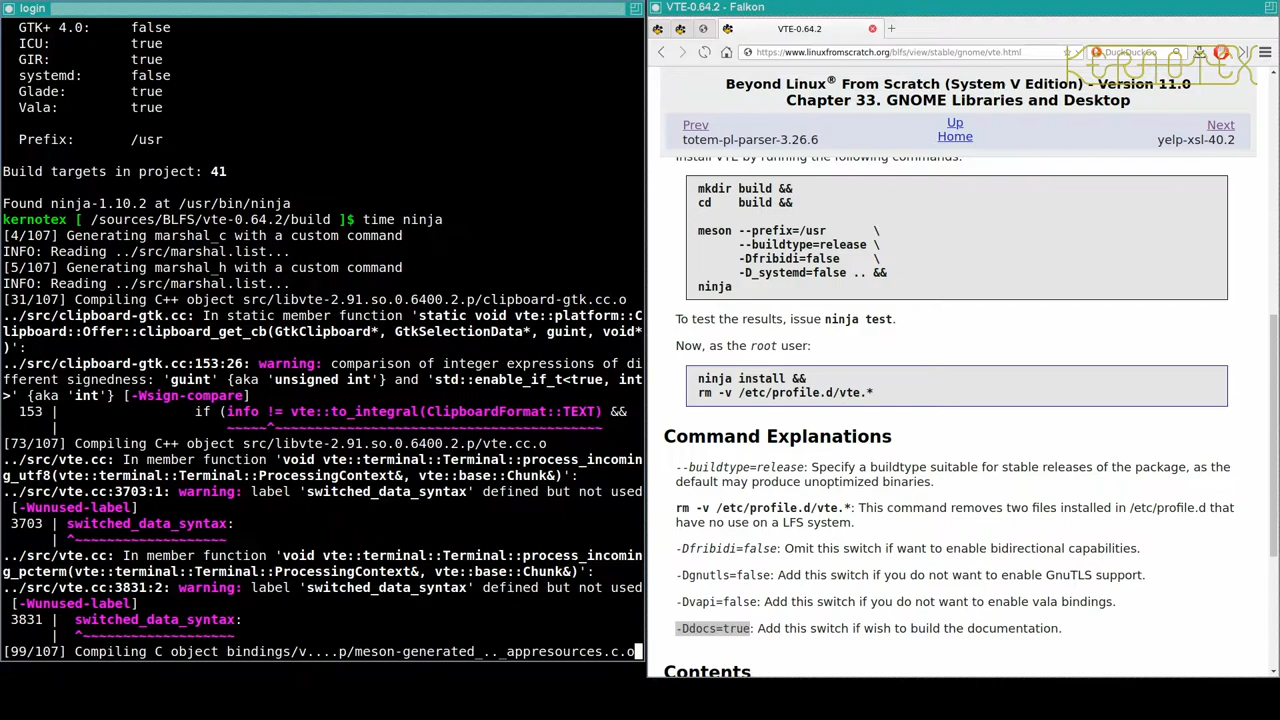 login
GTK+ 4.0: false
ICU: true
GIR: true
systemd: false
Glade: true
Vala: true
Prefix: /usr
Build targets in project: 41
Found ninja-1.10.2 at /usr/bin/ninja
kernotex [ /sources/BLFS/vte-0.64.2/build ]$ time ninja
[4/107] Generating marshal_c with a custom command
INFO: Reading ../src/marshal.list...
[5/107] Generating marshal_h with a custom command
INFO: Reading ../src/marshal.list...
[31/107] Compiling C++ object src/libvte-2.91.so.0.6400.2.p/clipboard-gtk.cc.o
../src/clipboard-gtk.cc: In static member function 'static void vte::platform::C
lipboard::Offer::clipboard_get_cb(GtkClipboard*, GtkSelectionData*, guint, void*
)':
../src/clipboard-gtk.cc:153:26: warning: comparison of integer expressions of di
fferent signedness: 'guint' {aka 'unsigned int'} and 'std::enable_if_t<true, int
>' {aka 'int'} [-Wsign-compare]
153 | if (info != vte::to_integral(ClipboardFormat::TEXT) &&
| ~~~~~^~~~~~~~~~~~~~~~~~~~~~~~~~~~~~~~~~~~~~~~~~
[73/107] Compiling C++ object src/libvte-2.91.so.0.6400.2.p/vte.cc.o
../src/vte.cc: In member function 'void vte::terminal::Terminal::process_incomin
g_utf8(vte::terminal::Terminal::ProcessingContext&, vte::base::Chunk&)':
../src/vte.cc:3703:1: warning: label 'switched_data_syntax' defined but not used
[-Wunused-label]
3703 | switched_data_syntax:
| ^~~~~~~~~~~~~~~~~~~~
../src/vte.cc: In member function 'void vte::terminal::Terminal::process_incomin
g_pcterm(vte::terminal::Terminal::ProcessingContext&, vte::base::Chunk&)':
../src/vte.cc:3831:2: warning: label 'switched_data_syntax' defined but not used
[-Wunused-label]
3831 | switched_data_syntax:
| ^~~~~~~~~~~~~~~~~~~~
[99/107] Compiling C object bindings/v....p/meson-generated_.._appresources.c.o
VTE-0.64.2 - Falkon
VTE-0.64.2
https://www.linuxfromscratch.org/blfs/view/stable/gnome/vte.html
DuckDuckGo
KERNOTEX
Beyond Linux® From Scratch (System V Edition) - Version 11.0
Chapter 33. GNOME Libraries and Desktop
Prev Up Next
totem-pl-parser-3.26.6 Home yelp-xsl-40.2
Install VTE by running the following commands:
mkdir build &&
cd build &&
meson --prefix=/usr \
--buildtype=release \
-Dfribidi=false \
-D_systemd=false .. &&
ninja
To test the results, issue ninja test.
Now, as the root user:
ninja install &&
rm -v /etc/profile.d/vte.*
Command Explanations
--buildtype=release: Specify a buildtype suitable for stable releases of the package, as the
default may produce unoptimized binaries.
rm -v /etc/profile.d/vte.*: This command removes two files installed in /etc/profile.d that
have no use on a LFS system.
-Dfribidi=false: Omit this switch if want to enable bidirectional capabilities.
-Dgnutls=false: Add this switch if you do not want to enable GnuTLS support.
-Dvapi=false: Add this switch if you do not want to enable vala bindings.
-Ddocs=true: Add this switch if wish to build the documentation.
Contents